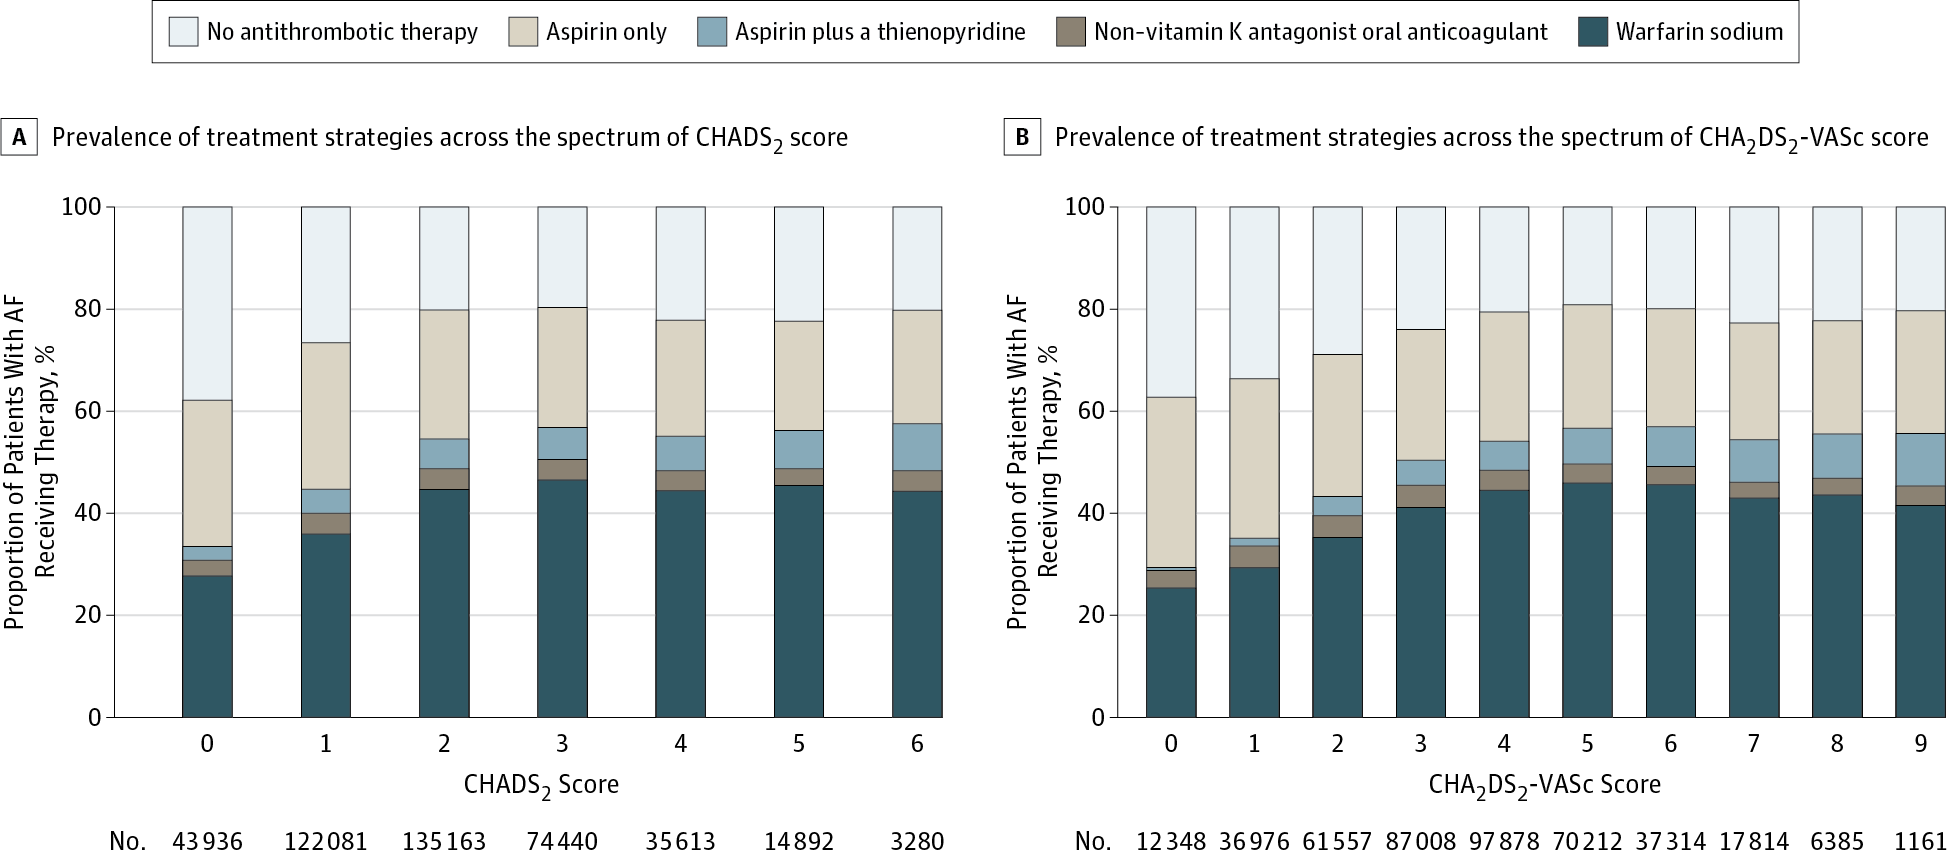 No antithrombotic therapy Aspirin only Aspirin plus a thienopyridine Non-vitamin K antagonist oral anticoagulant Warfarin sodium
A Prevalence of treatment strategies across the spectrum of CHADS2 score
100
80
60
40
20
0
Proportion of Patients With AF
Receiving Therapy, %
0 1 2 3 4 5 6
CHADS2 Score
No. 43 936 122 081 135 163 74 440 35 613 14 892 3280
B Prevalence of treatment strategies across the spectrum of CHA2DS2-VASc score
100
80
60
40
20
0
Proportion of Patients With AF
Receiving Therapy, %
0 1 2 3 4 5 6 7 8 9
CHA2DS2-VASc Score
No. 12 348 36 976 61 557 87 008 97 878 70 212 37 314 17 814 6385 1161